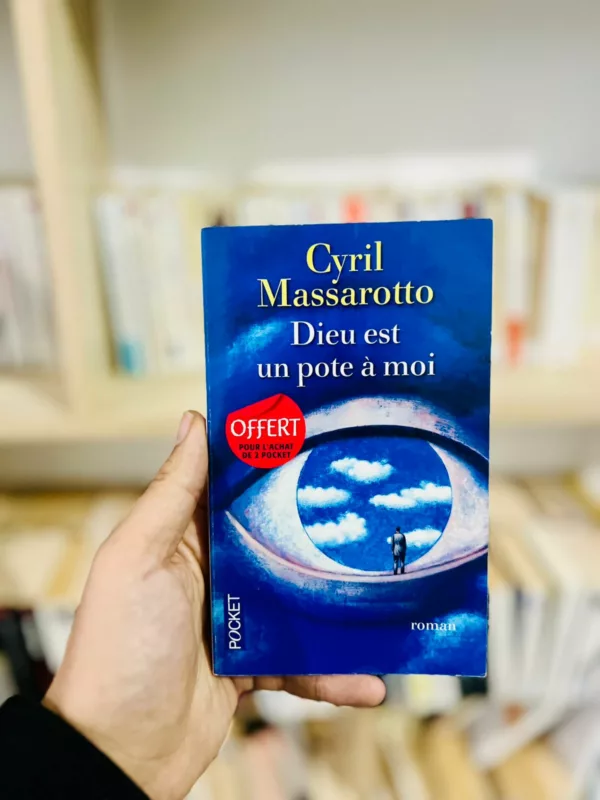 Cyril
Massarotto
Dieu est
un pote à moi
OFFERT
POUR L'ACHAT
DE 2 POCKET
roman
POCKET